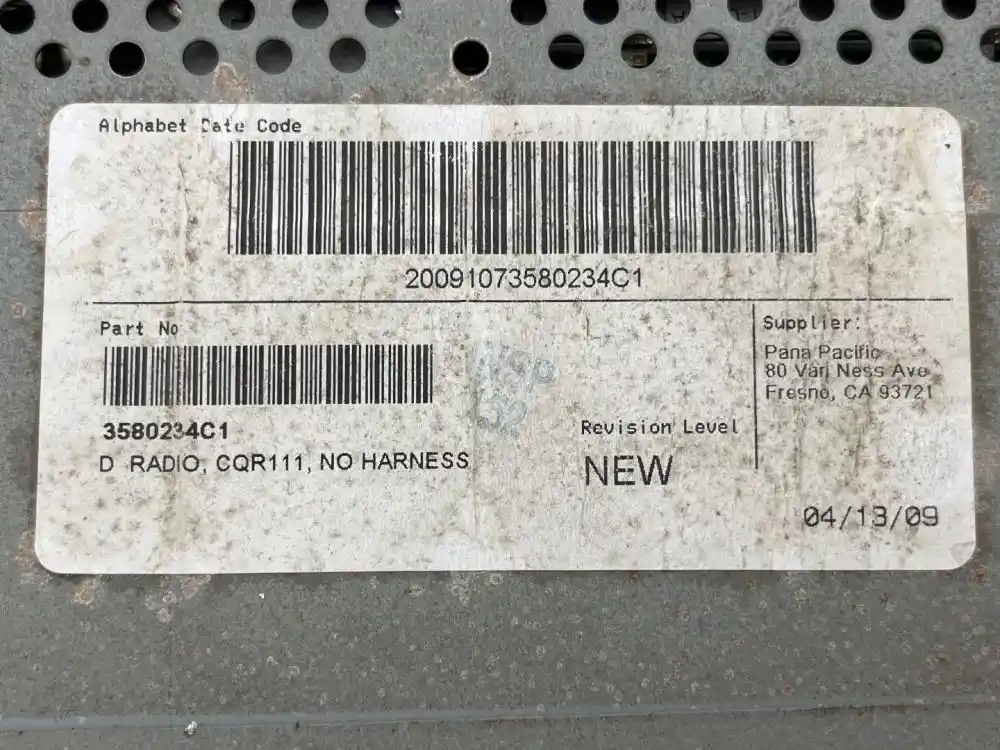 Alphabet Date Code
20091073580234C1
Part No
3580234C1
D RADIO, CQR111, NO HARNESS
Revision Level
NEW
Supplier:
Pana Pacific
80 Van Ness Ave
Fresno, CA 93721
04/13/09